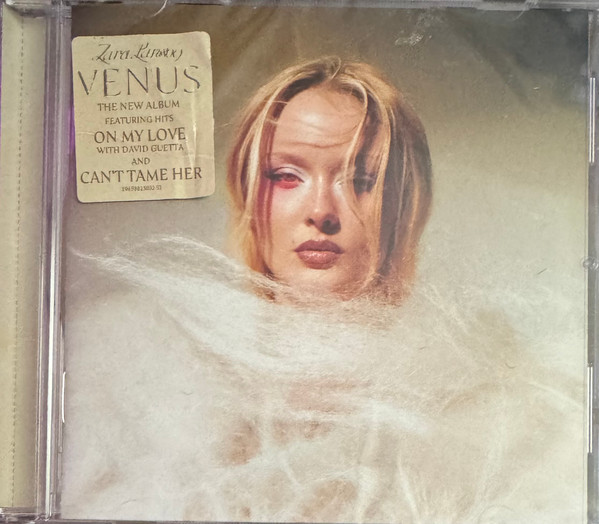 Zara Larsson
VENUS
THE NEW ALBUM
FEATURING HITS
ON MY LOVE
WITH DAVID GUETTA
AND
CAN'T TAME HER